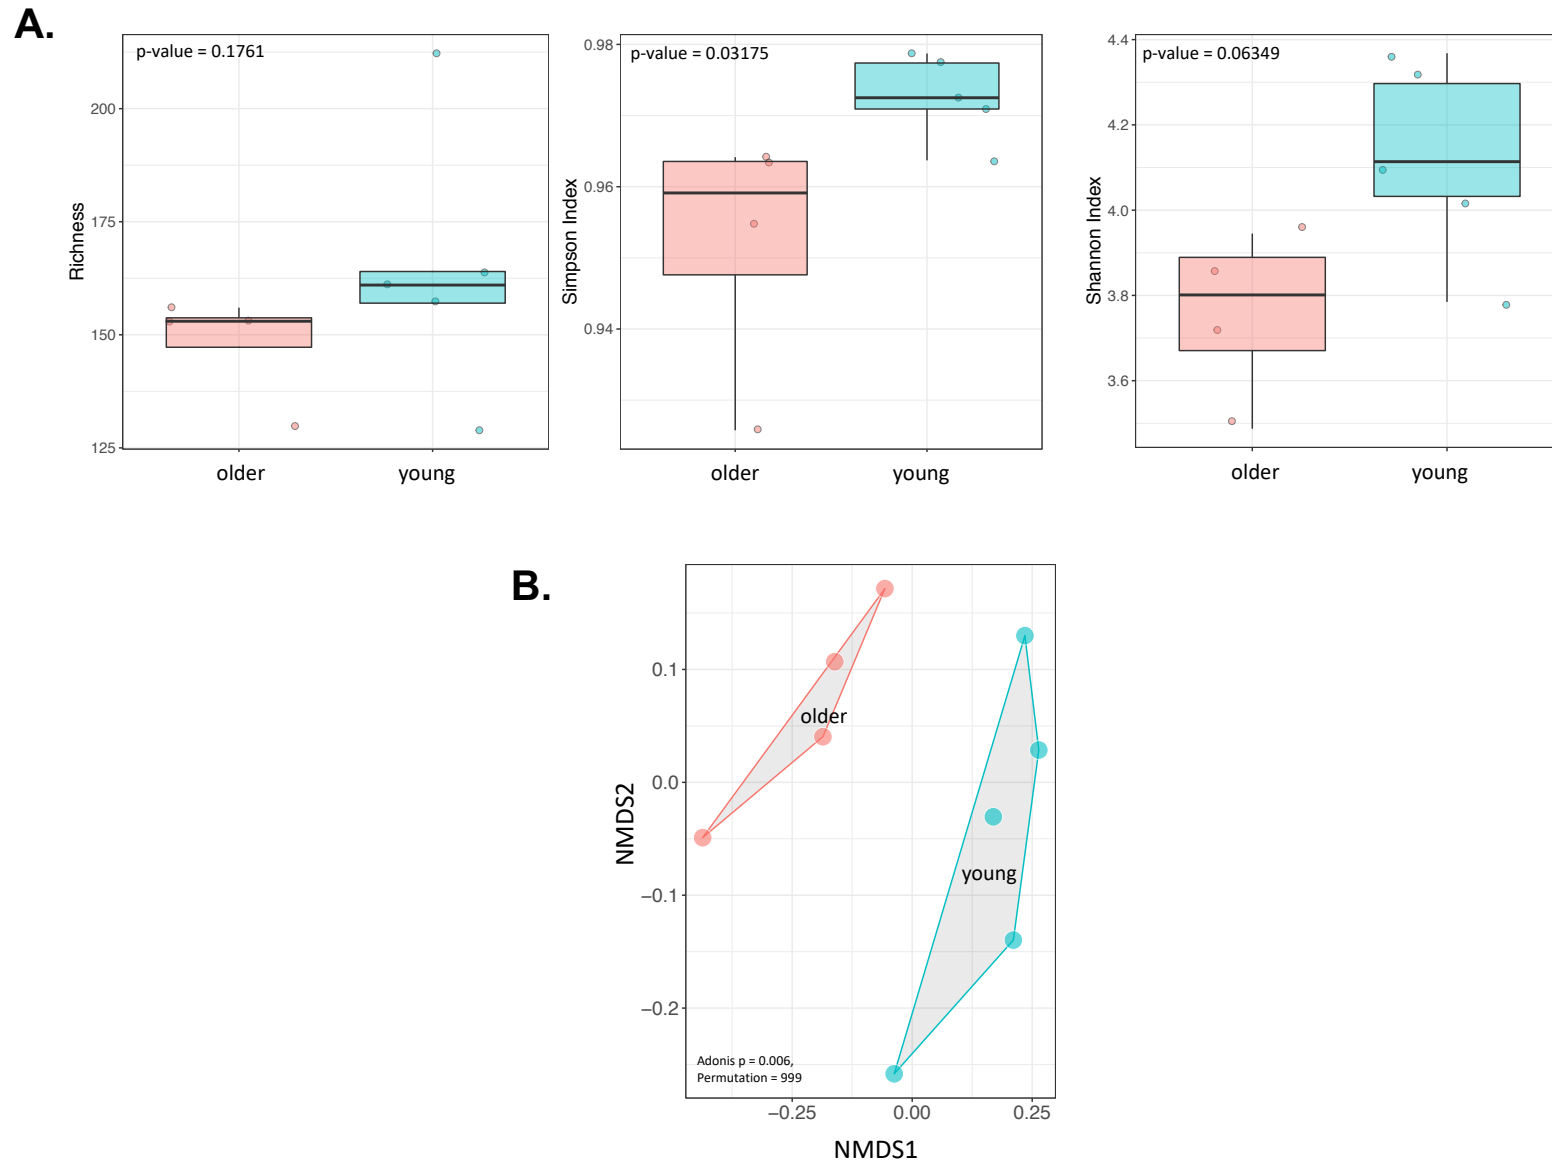 A.
p-value = 0.1761
Richness
200
175
150
125
older
young
p-value = 0.03175
Simpson Index
0.98
0.96
0.94
older
young
p-value = 0.06349
Shannon Index
4.4
4.2
4.0
3.8
3.6
older
young
B.
NMDS2
0.1
0.0
−0.1
−0.2
older
young
Adonis p = 0.006,
Permutation = 999
−0.25
0.00
0.25
NMDS1